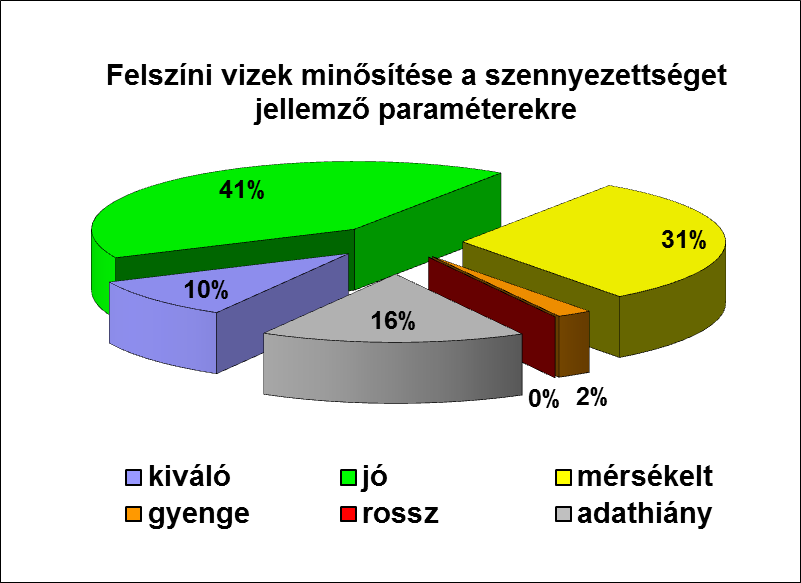 Felszíni vizek minősítése a szennyezettséget
jellemző paraméterekre
41%
31%
10%
16%
0%
2%
kiváló
jó
mérsékelt
gyenge
rossz
adathiány